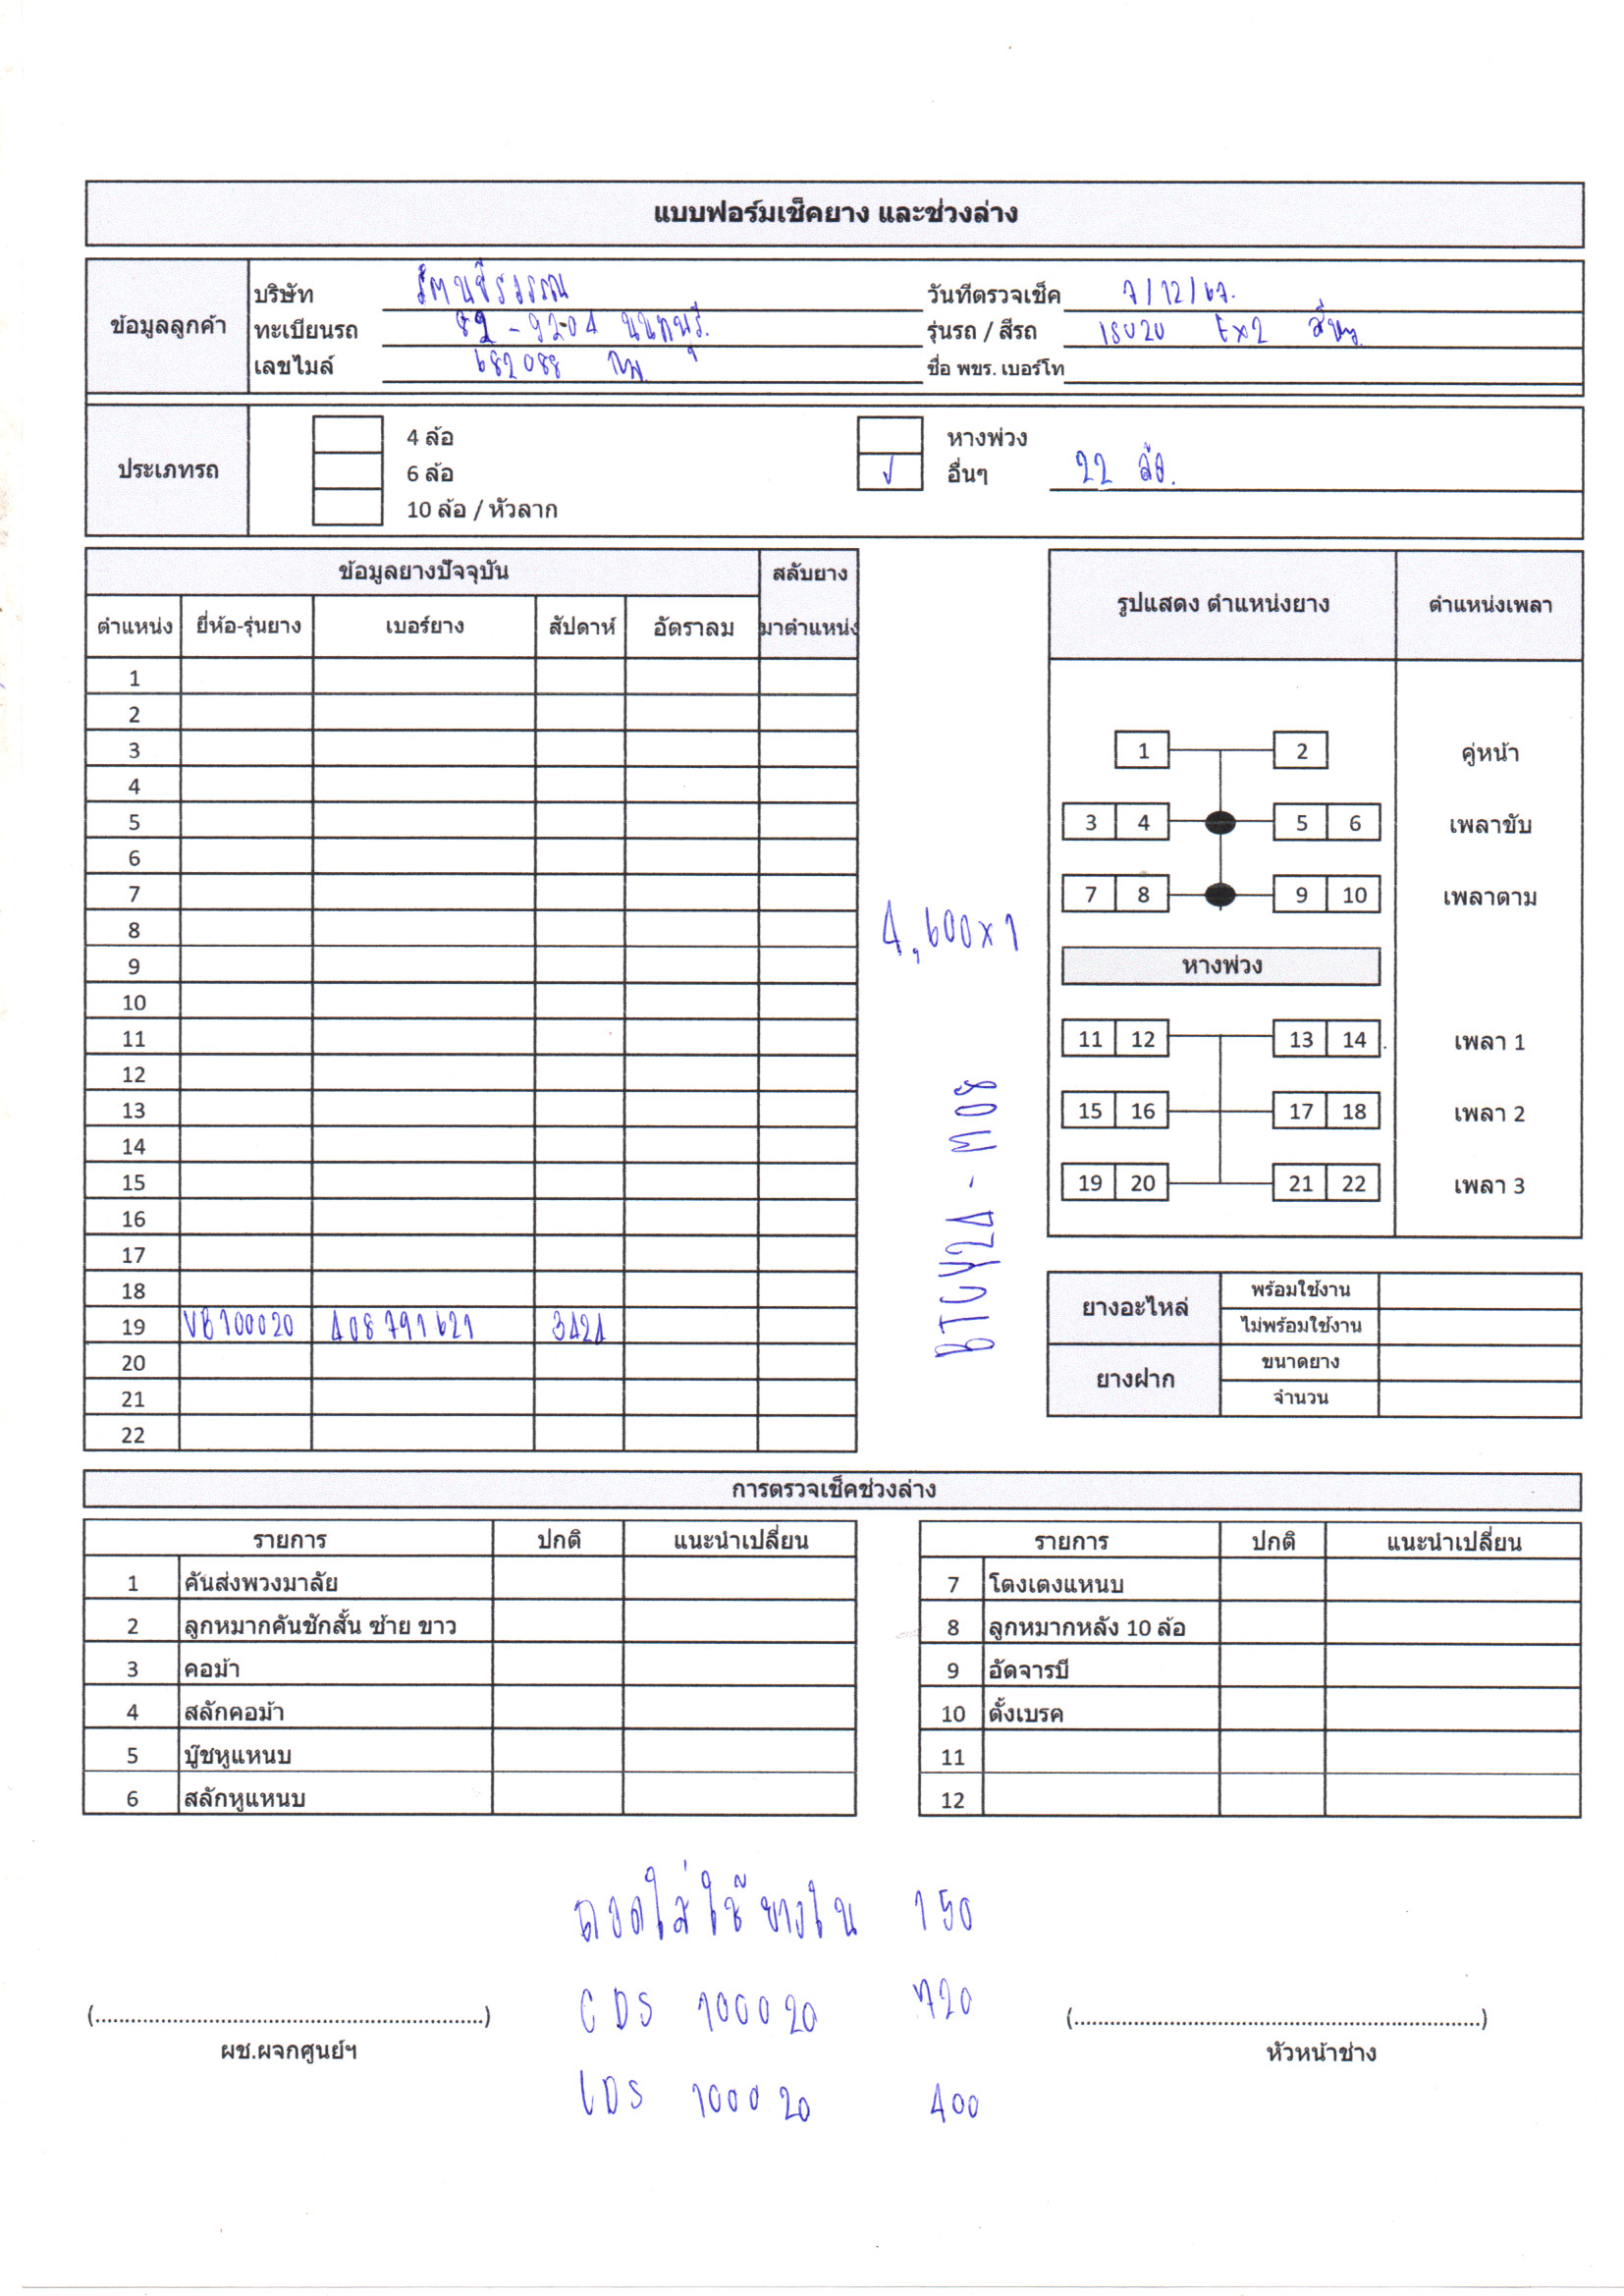 แบบฟอร์มเช็คยาง และช่วงล่าง
ข้อมูลลูกค้า
บริษัท รัตนชีวรรณ วันที่ตรวจเช็ค 7/12/67.
ทะเบียนรถ 82-9204 นนทบุรี. รุ่นรถ / สีรถ ISUZU EXZ
เลขไมล์ 682088 กม. ชื่อ พขร. เบอร์โท
ประเภทรถ
4 ล้อ หางพ่วง
6 ล้อ √ อื่นๆ 22 ล้อ.
10 ล้อ / หัวลาก
ข้อมูลยางปัจจุบัน สลับยาง
ตำแหน่ง ยี่ห้อ-รุ่นยาง เบอร์ยาง สัปดาห์ อัตราลม มาตำแหน่ง
1
2
3
4
5
6
7
8
9
10
11
12
13
14
15
16
17
18
19 VB100020 408791621 3424
20
21
22
4,600x1
BTGY24-M08
รูปแสดง ตำแหน่งยาง ตำแหน่งเพลา
1 2 คู่หน้า
3 4 5 6 เพลาขับ
7 8 9 10 เพลาตาม
หางพ่วง
11 12 13 14 เพลา 1
15 16 17 18 เพลา 2
19 20 21 22 เพลา 3
ยางอะไหล่ พร้อมใช้งาน
ไม่พร้อมใช้งาน
ยางฝาก ขนาดยาง
จำนวน
การตรวจเช็คช่วงล่าง
รายการ ปกติ แนะนำเปลี่ยน รายการ ปกติ แนะนำเปลี่ยน
1 คันส่งพวงมาลัย 7 โตงเตงแหนบ
2 ลูกหมากคันชักสั้น ซ้าย ขาว 8 ลูกหมากหลัง 10 ล้อ
3 คอม้า 9 อัดจารบี
4 สลักคอม้า 10 ตั้งเบรค
5 บู๊ชหูแหนบ 11
6 สลักหูแหนบ 12
ถอดใส่ใช้ยางใน 150
CDS 100020 720
CDS 100020 400
(..............................................................) (..............................................................)
ผช.ผจกศูนย์ฯ หัวหน้าช่าง